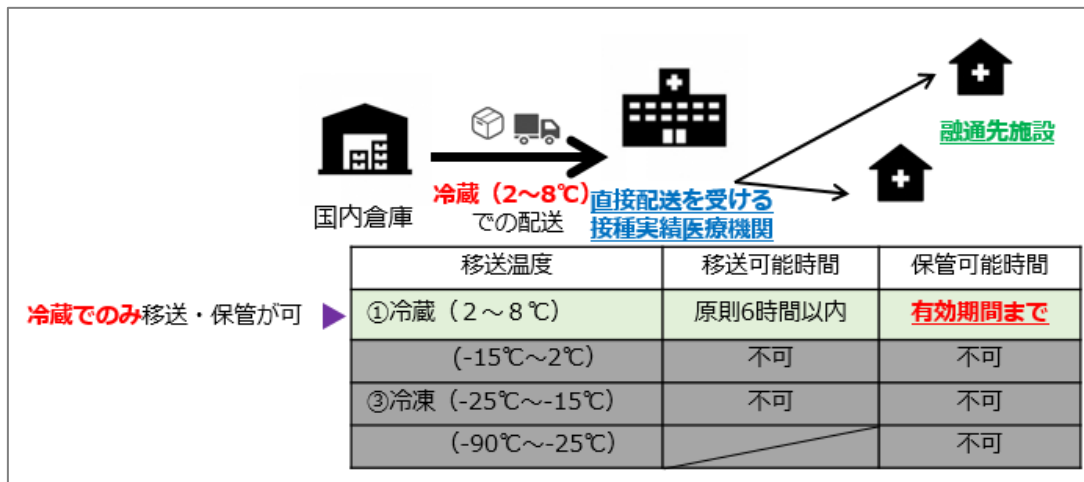 融通先施設
国内倉庫
冷蔵（2～8℃）
での配送
直接配送を受ける
接種実績医療機関
移送温度 移送可能時間 保管可能時間
冷蔵でのみ移送・保管が可
①冷蔵（２～８℃） 原則6時間以内 有効期間まで
(-15℃～2℃) 不可 不可
③冷凍（-25℃～-15℃） 不可 不可
(-90℃～-25℃) 不可